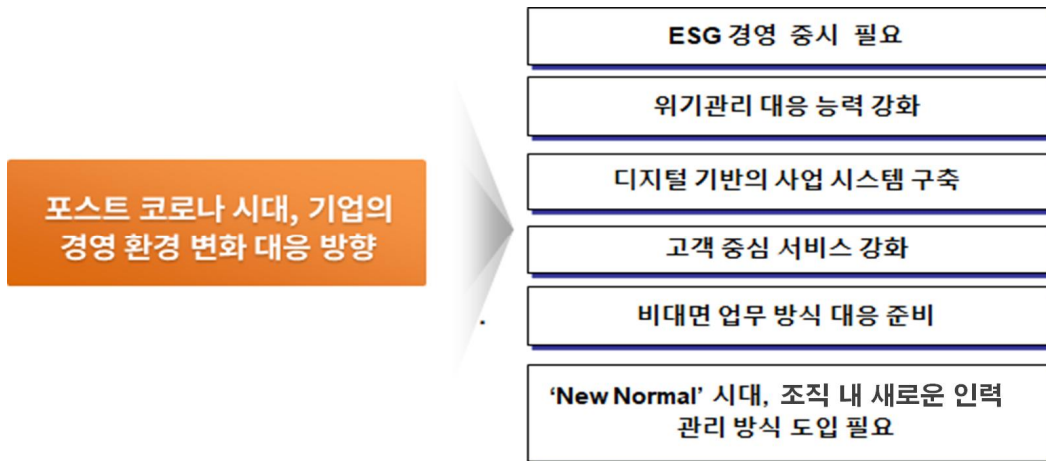 ESG 경영 중시 필요
위기관리 대응 능력 강화
디지털 기반의 사업 시스템 구축
포스트 코로나 시대, 기업의
경영 환경 변화 대응 방향
고객 중심 서비스 강화
비대면 업무 방식 대응 준비
‘New Normal’ 시대, 조직 내 새로운 인력
관리 방식 도입 필요